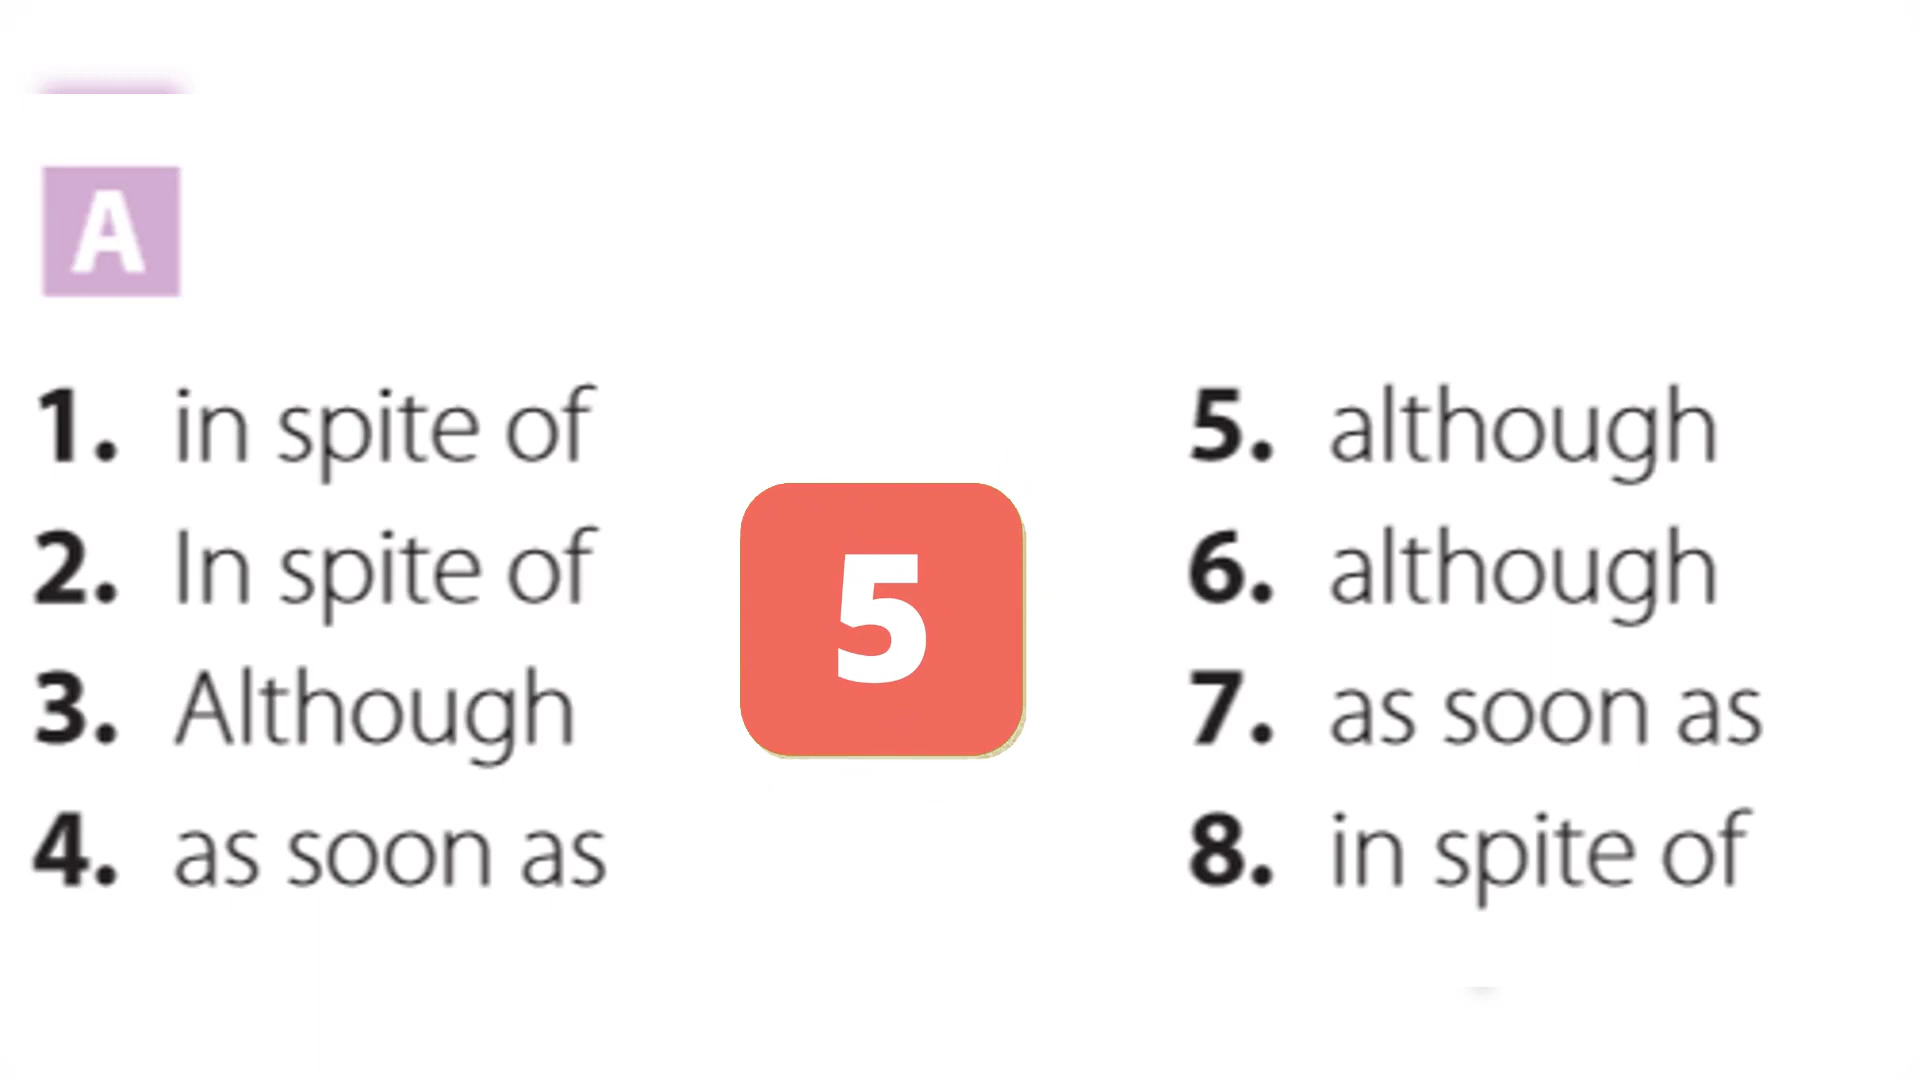 A
1. in spite of
2. In spite of
3. Although
4. as soon as
5
5. although
6. although
7. as soon as
8. in spite of